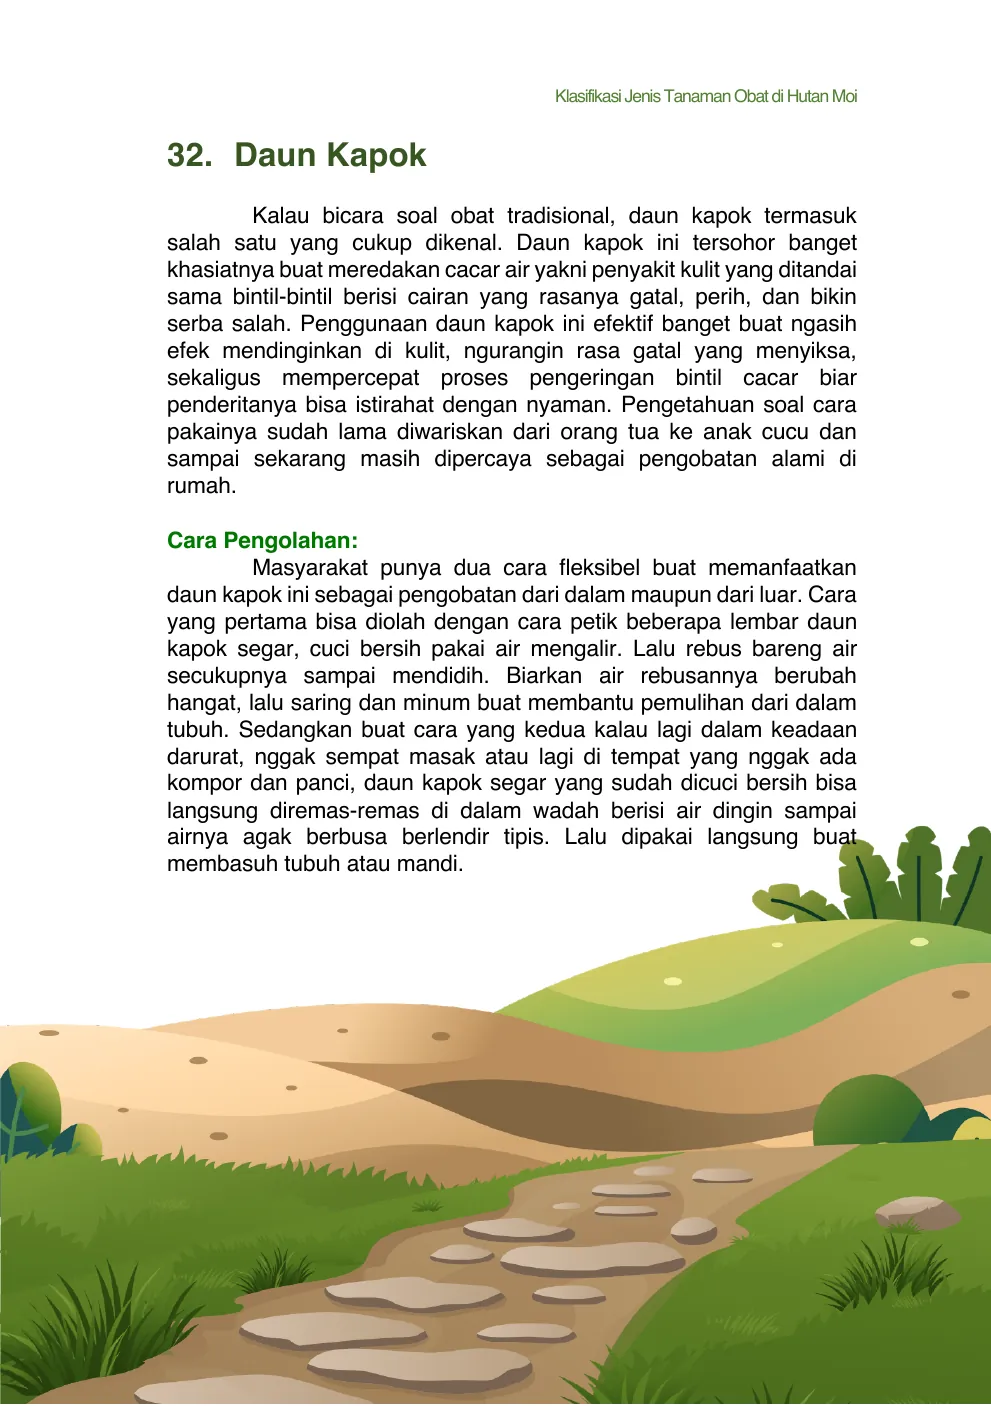 Klasifikasi Jenis Tanaman Obat di Hutan Moi
32. Daun Kapok
Kalau bicara soal obat tradisional, daun kapok termasuk
salah satu yang cukup dikenal. Daun kapok ini tersohor banget
khasiatnya buat meredakan cacar air yakni penyakit kulit yang ditandai
sama bintil-bintil berisi cairan yang rasanya gatal, perih, dan bikin
serba salah. Penggunaan daun kapok ini efektif banget buat ngasih
efek mendinginkan di kulit, ngurangin rasa gatal yang menyiksa,
sekaligus mempercepat proses pengeringan bintil cacar biar
penderitanya bisa istirahat dengan nyaman. Pengetahuan soal cara
pakainya sudah lama diwariskan dari orang tua ke anak cucu dan
sampai sekarang masih dipercaya sebagai pengobatan alami di
rumah.
Cara Pengolahan:
Masyarakat punya dua cara fleksibel buat memanfaatkan
daun kapok ini sebagai pengobatan dari dalam maupun dari luar. Cara
yang pertama bisa diolah dengan cara petik beberapa lembar daun
kapok segar, cuci bersih pakai air mengalir. Lalu rebus bareng air
secukupnya sampai mendidih. Biarkan air rebusannya berubah
hangat, lalu saring dan minum buat membantu pemulihan dari dalam
tubuh. Sedangkan buat cara yang kedua kalau lagi dalam keadaan
darurat, nggak sempat masak atau lagi di tempat yang nggak ada
kompor dan panci, daun kapok segar yang sudah dicuci bersih bisa
langsung diremas-remas di dalam wadah berisi air dingin sampai
airnya agak berbusa berlendir tipis. Lalu dipakai langsung buat
membasuh tubuh atau mandi.